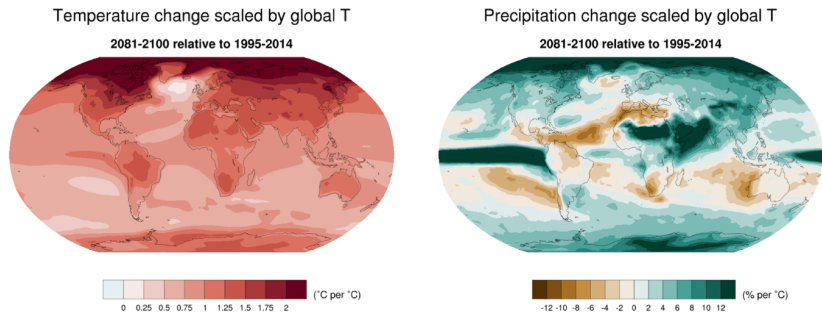 Temperature change scaled by global T
2081-2100 relative to 1995-2014
0 0.25 0.5 0.75 1 1.25 1.5 1.75 2 (˚C per ˚C)
Precipitation change scaled by global T
2081-2100 relative to 1995-2014
-12 -10 -8 -6 -4 -2 0 2 4 6 8 10 12 (% per ˚C)